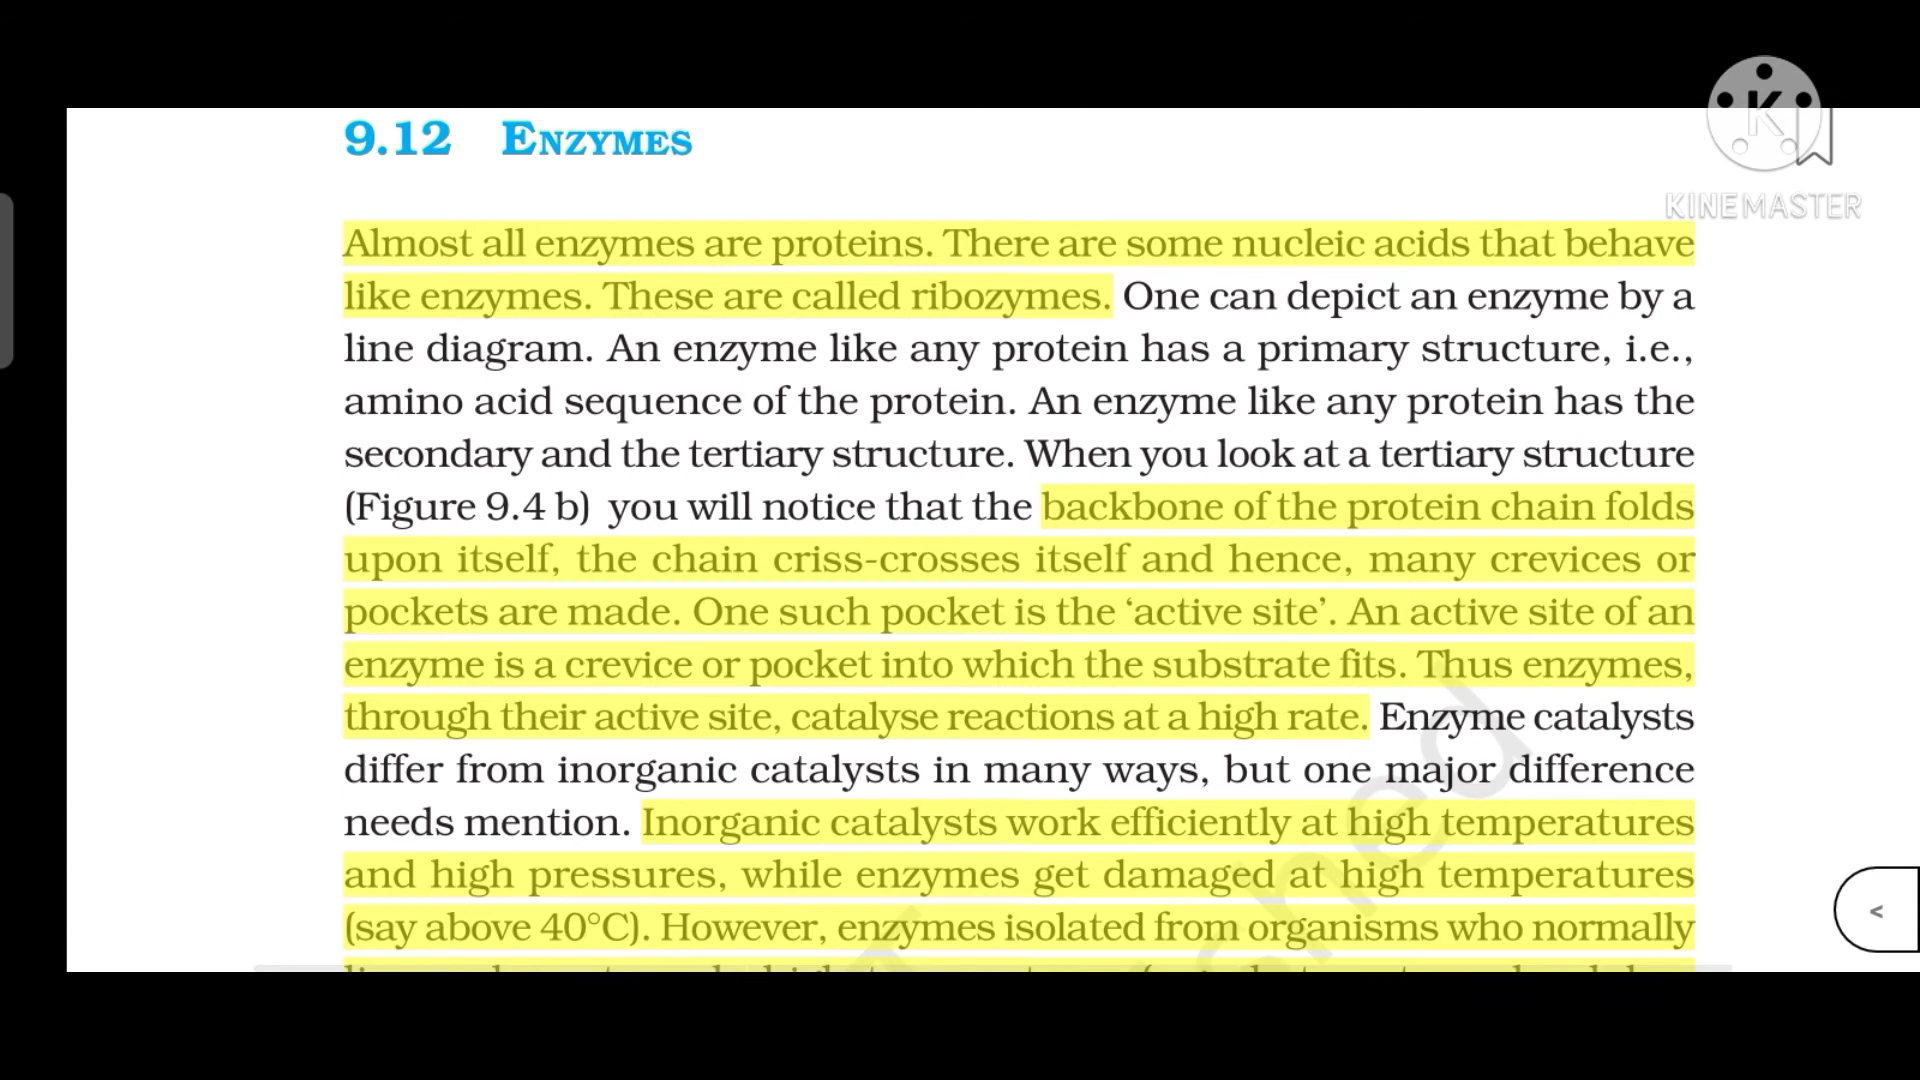 9.12 ENZYMES
K
KINEMASTER
Almost all enzymes are proteins. There are some nucleic acids that behave
like enzymes. These are called ribozymes. One can depict an enzyme by a
line diagram. An enzyme like any protein has a primary structure, i.e.,
amino acid sequence of the protein. An enzyme like any protein has the
secondary and the tertiary structure. When you look at a tertiary structure
(Figure 9.4 b) you will notice that the backbone of the protein chain folds
upon itself, the chain criss-crosses itself and hence, many crevices or
pockets are made. One such pocket is the ‘active site’. An active site of an
enzyme is a crevice or pocket into which the substrate fits. Thus enzymes,
through their active site, catalyse reactions at a high rate. Enzyme catalysts
differ from inorganic catalysts in many ways, but one major difference
needs mention. Inorganic catalysts work efficiently at high temperatures
and high pressures, while enzymes get damaged at high temperatures
(say above 40°C). However, enzymes isolated from organisms who normally
<